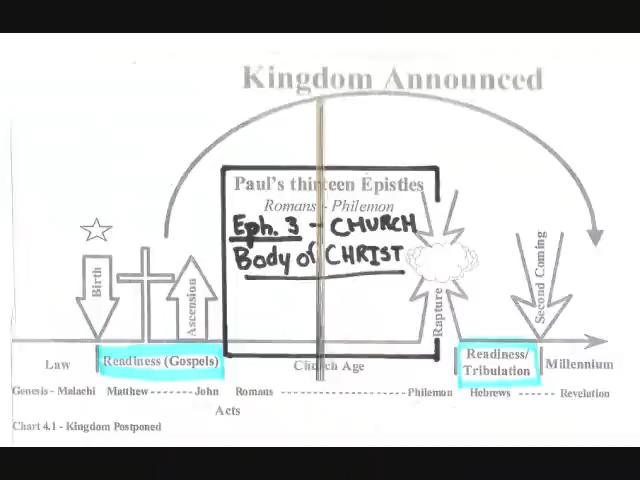 Kingdom Announced
Paul's thirteen Epistles
Romans - Philemon
Eph. 3 - CHURCH
Body of CHRIST
Birth
Ascension
Rapture
Second Coming
Law
Readiness (Gospels)
Church Age
Readiness/
Tribulation
Millennium
Genesis - Malachi
Matthew ------- John
Romans ------- Philemon
Hebrews ------ Revelation
Acts
Chart 4.1 - Kingdom Postponed